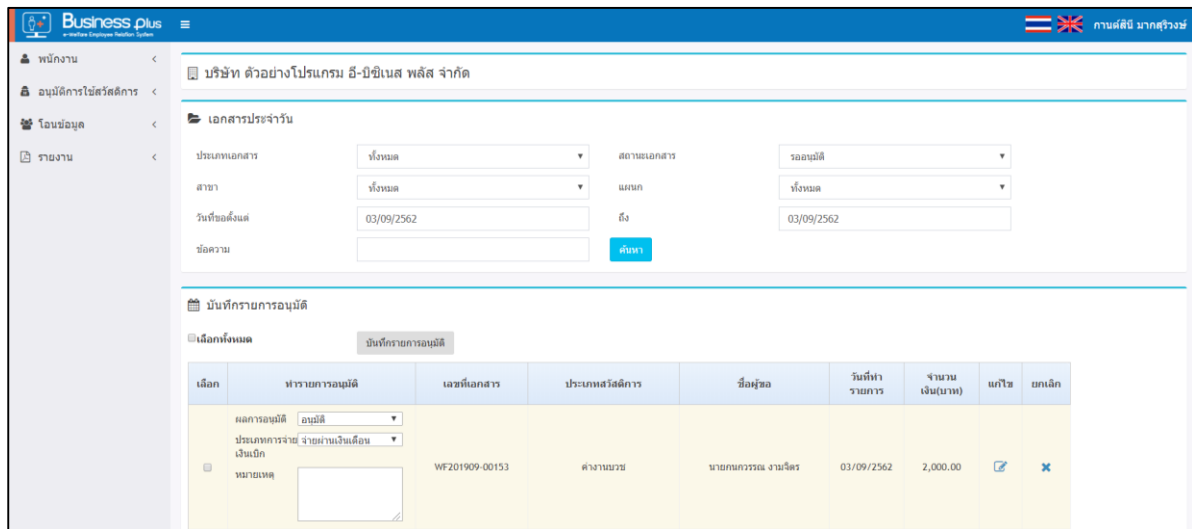 Business plus
e-Welfare Employee Relation System
กานต์สินี มากสุริวงษ์
พนักงาน
อนุมัติการใช้สวัสดิการ
โอนข้อมูล
รายงาน
บริษัท ตัวอย่างโปรแกรม อี-บิซิเนส พลัส จำกัด
เอกสารประจำวัน
ประเภทเอกสาร ทั้งหมด สถานะเอกสาร รออนุมัติ
สาขา ทั้งหมด แผนก ทั้งหมด
วันที่ขอตั้งแต่ 03/09/2562 ถึง 03/09/2562
ข้อความ ค้นหา
บันทึกรายการอนุมัติ
เลือกทั้งหมด บันทึกรายการอนุมัติ
เลือก ทำรายการอนุมัติ เลขที่เอกสาร ประเภทสวัสดิการ ชื่อผู้ขอ วันที่ทำรายการ จำนวนเงิน(บาท) แก้ไข ยกเลิก
ผลการอนุมัติ อนุมัติ
ประเภทการจ่าย จ่ายผ่านเงินเดือน
เงินเบิก
หมายเหตุ
WF201909-00153 ค่างานบวช นายกนกวรรณ งามจิตร 03/09/2562 2,000.00